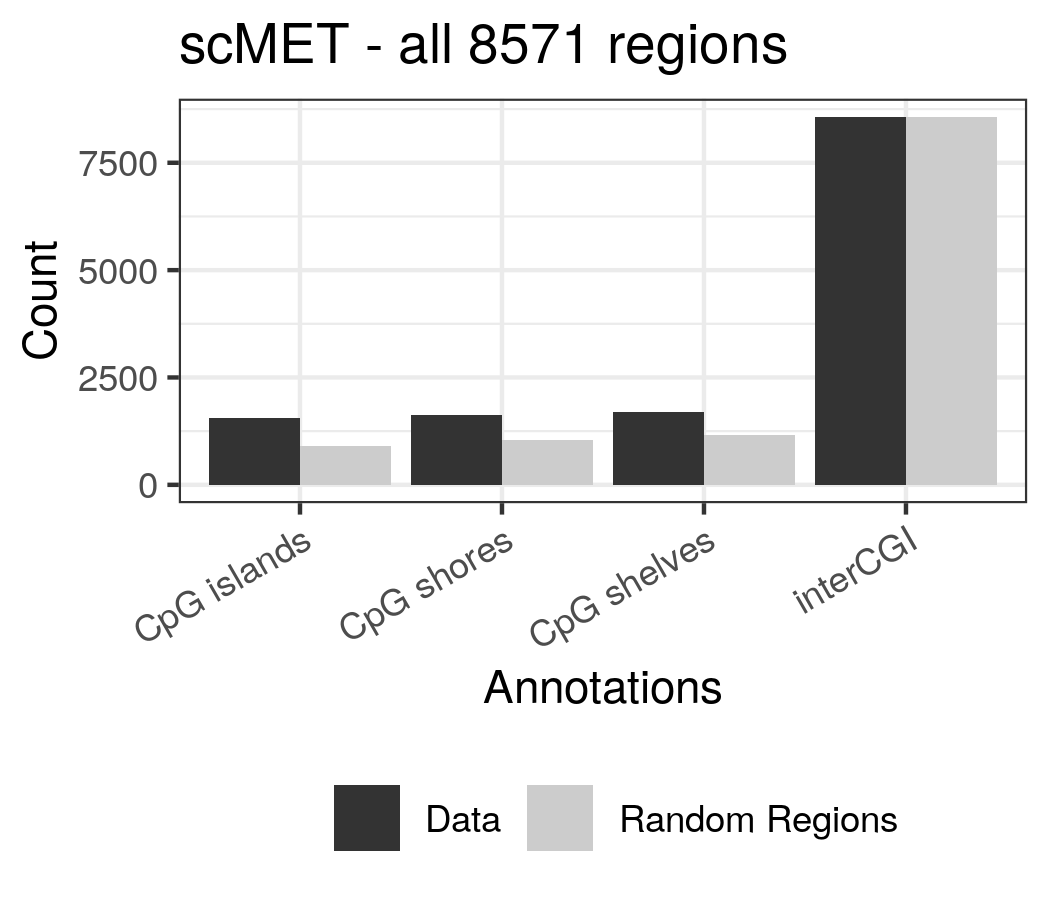 scMET - all 8571 regions
7500
5000
2500
0
Count
CpG islands
CpG shores
CpG shelves
interCGI
Annotations
Data
Random Regions